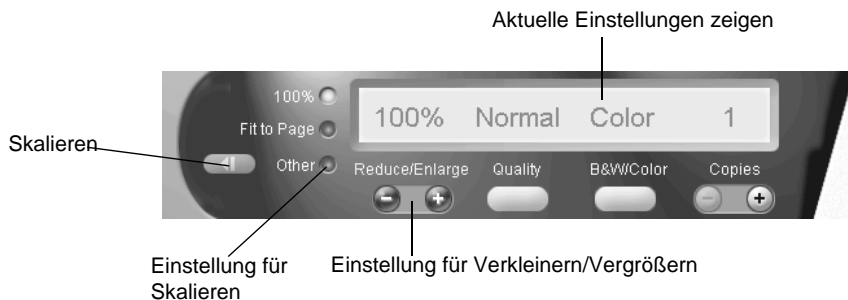 Aktuelle Einstellungen zeigen
100%
100% Normal Color 1
Fit to Page
Skalieren
Other
Reduce/Enlarge Quality B&W/Color Copies
- + - +
Einstellung für
Skalieren
Einstellung für Verkleinern/Vergrößern